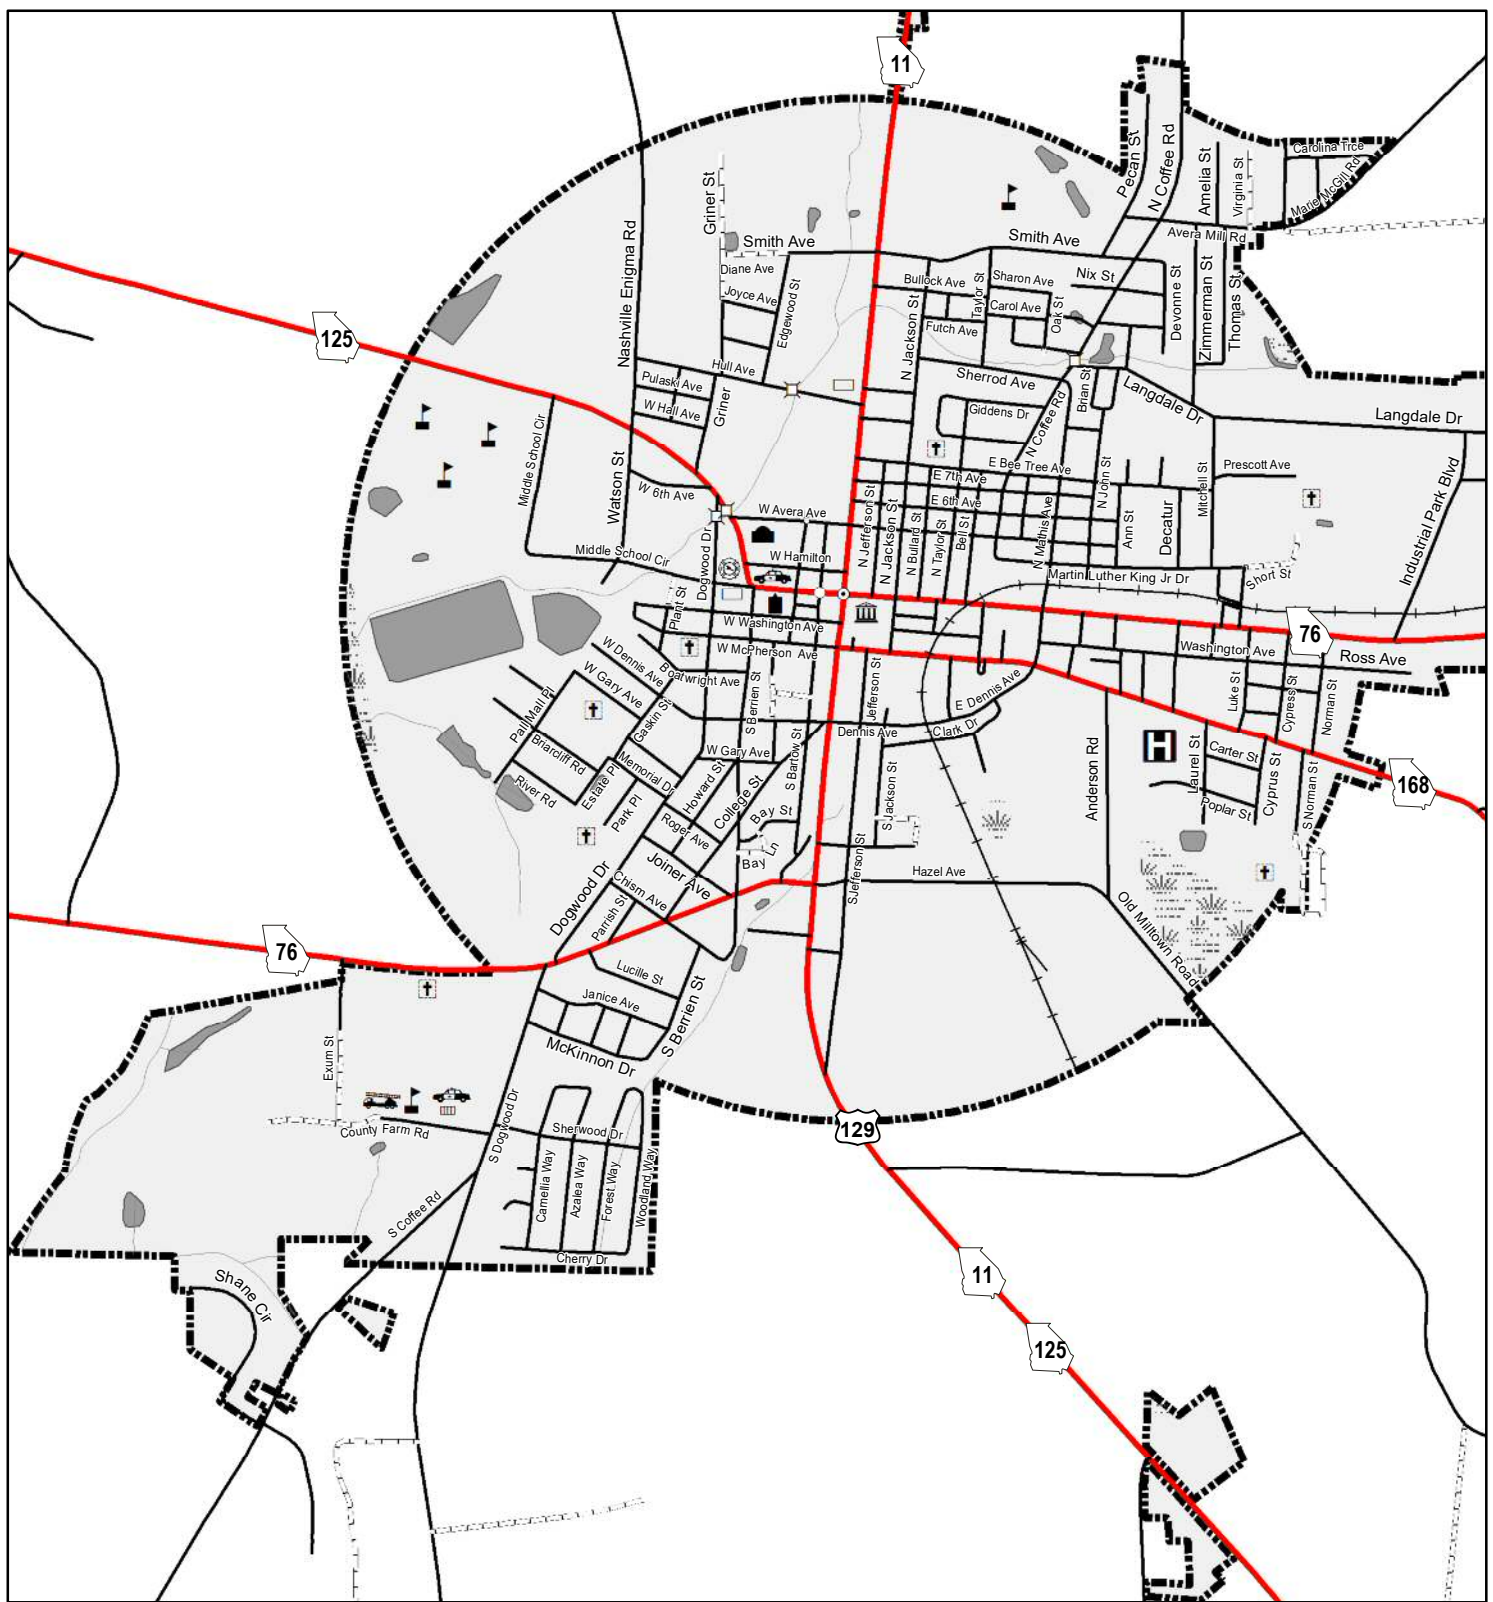 11
Carolina Trce
Pecan St
N Coffee Rd
Amelia St
Virginia St
Marie McGill Rd
Griner St
Nashville Enigma Rd
Smith Ave
Smith Ave
Avera Mill Rd
Diane Ave
Joyce Ave
Edgewood St
Bullock Ave
Taylor St
Sharon Ave
Nix St
Devonne St
Zimmerman St
Thomas St
Carol Ave
Oak St
Futch Ave
N Jackson St
125
Hull Ave
Pulaski Ave
W Hall Ave
Griner
Sherrod Ave
Brian St
Langdale Dr
Langdale Dr
Giddens Dr
N Coffee Rd
Middle School Cir
Watson St
W 6th Ave
E Bee Tree Ave
E 7th Ave
E 6th Ave
N John St
Mitchell St
Prescott Ave
Industrial Park Blvd
W Avera Ave
N Jefferson St
N Jackson St
N Bullard St
N Taylor St
Bell St
N Mathis Ave
Ann St
Decatur
Middle School Cir
Dogwood Dr
W Hamilton
Martin Luther King Jr Dr
Short St
Plant St
W Washington Ave
76
Washington Ave
Ross Ave
W McPherson Ave
W Dennis Ave
Boatwright Ave
W Gary Ave
Gaskin St
S Berrien St
Jefferson St
E Dennis Ave
Luke St
Cypress St
Norman St
Pall Mall Pl
Briarcliff Rd
River Rd
Estate Pl
Memorial Dr
Park Pl
W Gary Ave
Howard St
College St
S Bartow St
Dennis Ave
Clark Dr
S Jackson St
Anderson Rd
H
Laurel St
Carter St
Poplar St
Cyprus St
S Norman St
168
Bay St
Bay Ln
Roger Ave
Joiner Ave
Chism Ave
Parrish St
Dogwood Dr
S Jefferson St
Hazel Ave
Old Milltown Road
76
Lucille St
Janice Ave
McKinnon Dr
S Berrien St
Exum St
County Farm Rd
S Dogwood Dr
Sherwood Dr
Camellia Way
Azalea Way
Forest Way
Woodland Way
Cherry Dr
S Coffee Rd
Shane Cir
129
11
125